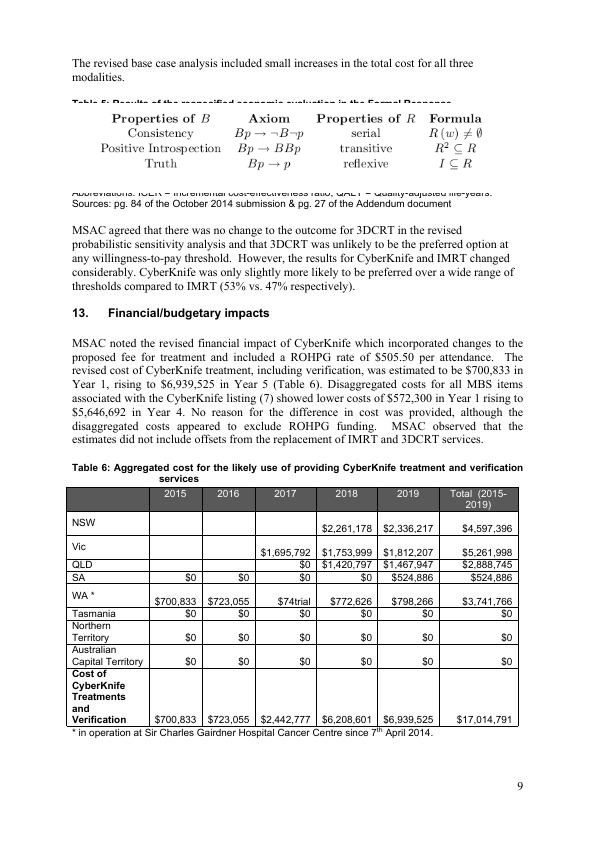 The revised base case analysis included small increases in the total cost for all three
modalities.
Table 5: Results of the respecified economic evaluation in the Formal Response
Properties of B Axiom Properties of R Formula
Consistency Bp → ¬B¬p serial R (w) ≠ ∅
Positive Introspection Bp → BBp transitive R² ⊆ R
Truth Bp → p reflexive I ⊆ R
Abbreviations: ICER = Incremental cost-effectiveness ratio, QALY = Quality-adjusted life-years.
Sources: pg. 84 of the October 2014 submission & pg. 27 of the Addendum document
MSAC agreed that there was no change to the outcome for 3DCRT in the revised
probabilistic sensitivity analysis and that 3DCRT was unlikely to be the preferred option at
any willingness-to-pay threshold. However, the results for CyberKnife and IMRT changed
considerably. CyberKnife was only slightly more likely to be preferred over a wide range of
thresholds compared to IMRT (53% vs. 47% respectively).
13. Financial/budgetary impacts
MSAC noted the revised financial impact of CyberKnife which incorporated changes to the
proposed fee for treatment and included a ROHPG rate of $505.50 per attendance. The
revised cost of CyberKnife treatment, including verification, was estimated to be $700,833 in
Year 1, rising to $6,939,525 in Year 5 (Table 6). Disaggregated costs for all MBS items
associated with the CyberKnife listing (7) showed lower costs of $572,300 in Year 1 rising to
$5,646,692 in Year 4. No reason for the difference in cost was provided, although the
disaggregated costs appeared to exclude ROHPG funding. MSAC observed that the
estimates did not include offsets from the replacement of IMRT and 3DCRT services.
Table 6: Aggregated cost for the likely use of providing CyberKnife treatment and verification
services
2015 2016 2017 2018 2019 Total (2015-
2019)
NSW $2,261,178 $2,336,217 $4,597,396
Vic $1,695,792 $1,753,999 $1,812,207 $5,261,998
QLD $0 $1,420,797 $1,467,947 $2,888,745
SA $0 $0 $0 $0 $524,886 $524,886
WA * $700,833 $723,055 $74trial $772,626 $798,266 $3,741,766
Tasmania $0 $0 $0 $0 $0 $0
Northern
Territory $0 $0 $0 $0 $0 $0
Australian
Capital Territory $0 $0 $0 $0 $0 $0
Cost of
CyberKnife
Treatments
and
Verification $700,833 $723,055 $2,442,777 $6,208,601 $6,939,525 $17,014,791
* in operation at Sir Charles Gairdner Hospital Cancer Centre since 7th April 2014.
9